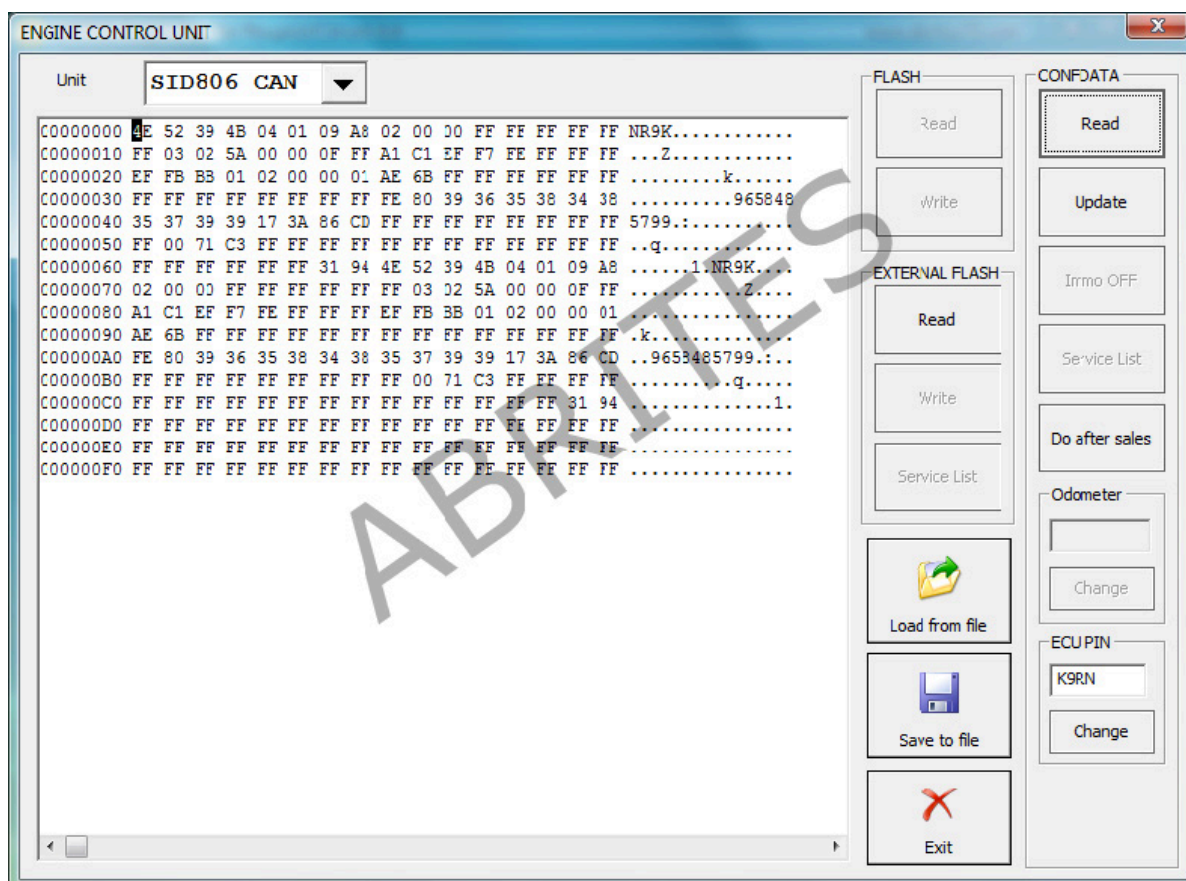 ENGINE CONTROL UNIT
Unit
SID806 CAN
C0000000 4E 52 39 4B 04 01 09 A8 02 00 00 FF FF FF FF FF NR9K............
C0000010 FF 03 02 5A 00 00 0F FF A1 C1 EF F7 FE FF FF FF ...Z............
C0000020 EF FB BB 01 02 00 00 01 AE 6B FF FF FF FF FF FF .........k......
C0000030 FF FF FF FF FF FF FF FF FE 80 39 36 35 38 34 38 ..........965848
C0000040 35 37 39 39 17 3A 86 CD FF FF FF FF FF FF FF FF 5799.:..........
C0000050 FF 00 71 C3 FF FF FF FF FF FF FF FF FF FF FF FF ..q.............
C0000060 FF FF FF FF FF FF 31 94 4E 52 39 4B 04 01 09 A8 ......1.NR9K....
C0000070 02 00 00 FF FF FF FF FF FF 03 02 5A 00 00 0F FF ...........Z....
C0000080 A1 C1 EF F7 FE FF FF FF EF FB BB 01 02 00 00 01 ................
C0000090 AE 6B FF FF FF FF FF FF FF FF FF FF FF FF FF FF .k..............
C00000A0 FE 80 39 36 35 38 34 38 35 37 39 39 17 3A 86 CD ..9658485799.:..
C00000B0 FF FF FF FF FF FF FF FF FF 00 71 C3 FF FF FF FF ..........q.....
C00000C0 FF FF FF FF FF FF FF FF FF FF FF FF FF FF 31 94 ..............1.
C00000D0 FF FF FF FF FF FF FF FF FF FF FF FF FF FF FF FF ................
C00000E0 FF FF FF FF FF FF FF FF FF FF FF FF FF FF FF FF ................
C00000F0 FF FF FF FF FF FF FF FF FF FF FF FF FF FF FF FF ................
ABRITES
FLASH
Read
Write
EXTERNAL FLASH
Read
Write
Service List
Load from file
Save to file
Exit
CONFDATA
Read
Update
Immo OFF
Service List
Do after sales
Odometer
Change
ECU PIN
K9RN
Change